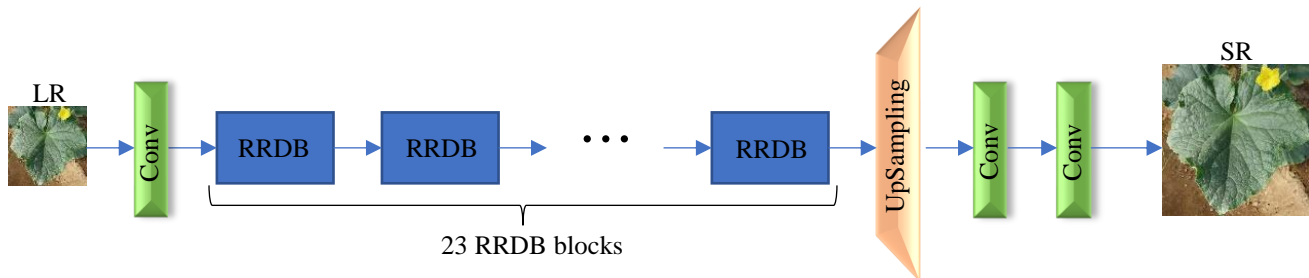 LR
Conv
RRDB
RRDB
...
RRDB
UpSampling
Conv
Conv
SR
23 RRDB blocks